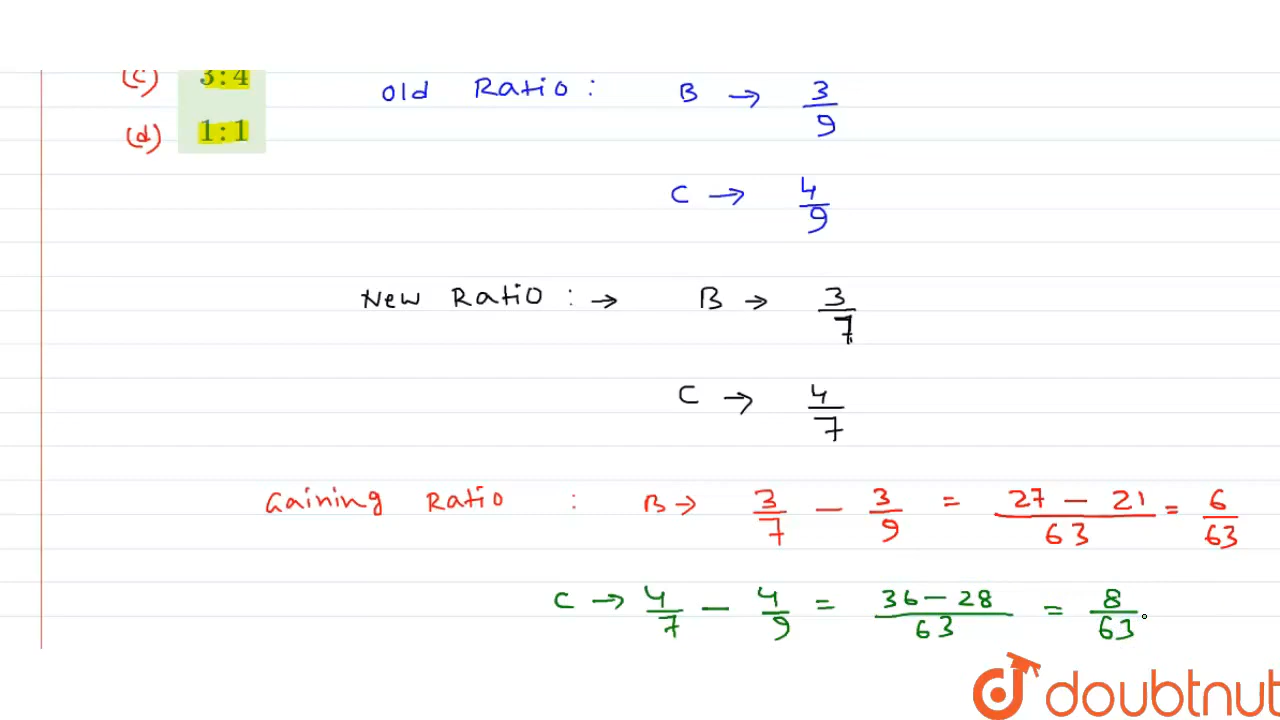 (c) 3:4
Old Ratio : B → 3/9
(d) 1:1
C → 4/9
New Ratio : → B → 3/7
C → 4/7
Gaining Ratio : B → 3/7 − 3/9 = 27 − 21/63 = 6/63
C → 4/7 − 4/9 = 36 − 28/63 = 8/63
doubtnut